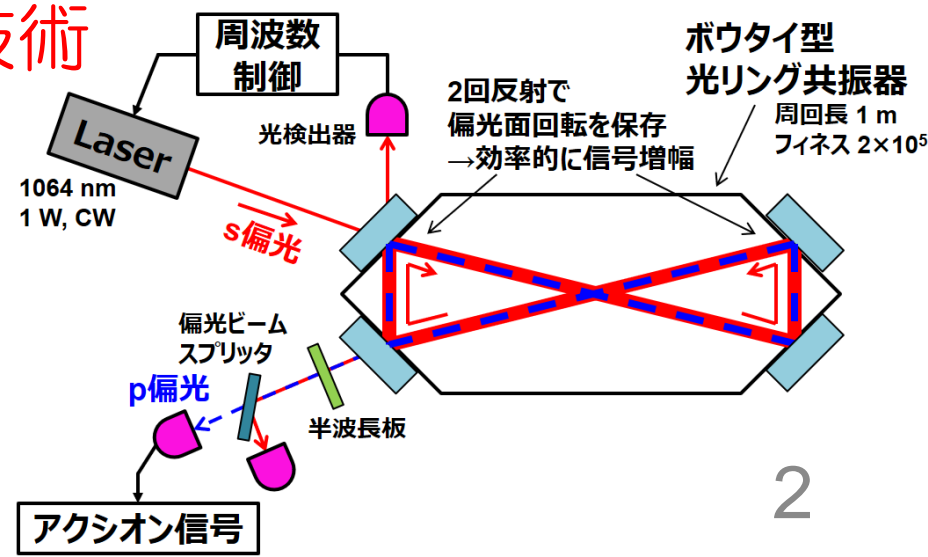 技術
周波数
制御
ボウタイ型
光リング共振器
周回長 1 m
フィネス 2×10⁵
2回反射で
偏光面回転を保存
→効率的に信号増幅
光検出器
Laser
1064 nm
1 W, CW
s偏光
偏光ビーム
スプリッタ
p偏光
半波長板
アクシオン信号
2